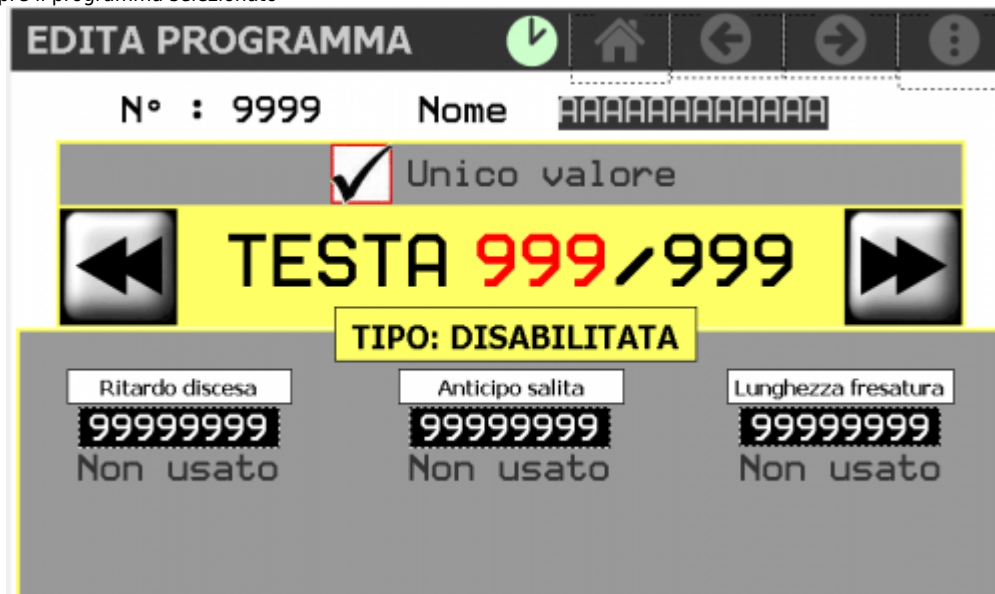 EDITA PROGRAMMA
N° : 9999 Nome AAAAAAAAAAAAA
Unico valore
TESTA 999/999
TIPO: DISABILITATA
Ritardo discesa Anticipo salita Lunghezza fresatura
99999999 99999999 99999999
Non usato Non usato Non usato